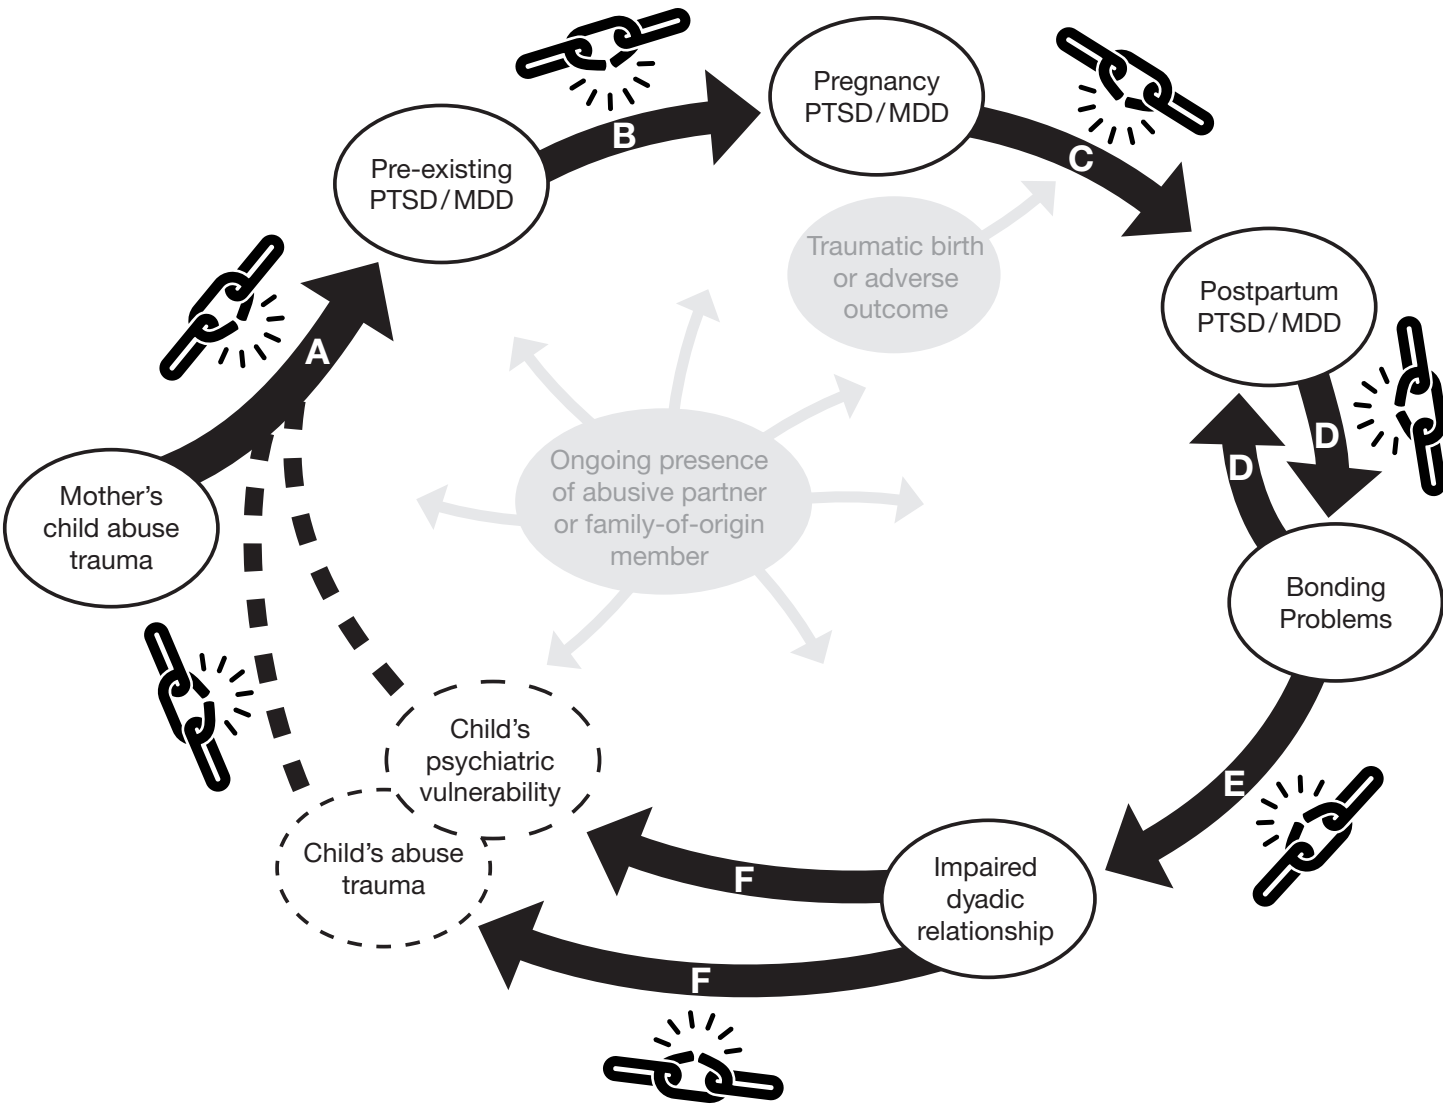 Pregnancy
PTSD/MDD
B
C
Pre-existing
PTSD/MDD
Traumatic birth
or adverse
outcome
Postpartum
PTSD/MDD
A
D
D
Ongoing presence
of abusive partner
or family-of-origin
member
Mother's
child abuse
trauma
Bonding
Problems
Child's
psychiatric
vulnerability
E
Child's abuse
trauma
Impaired
dyadic
relationship
F
F